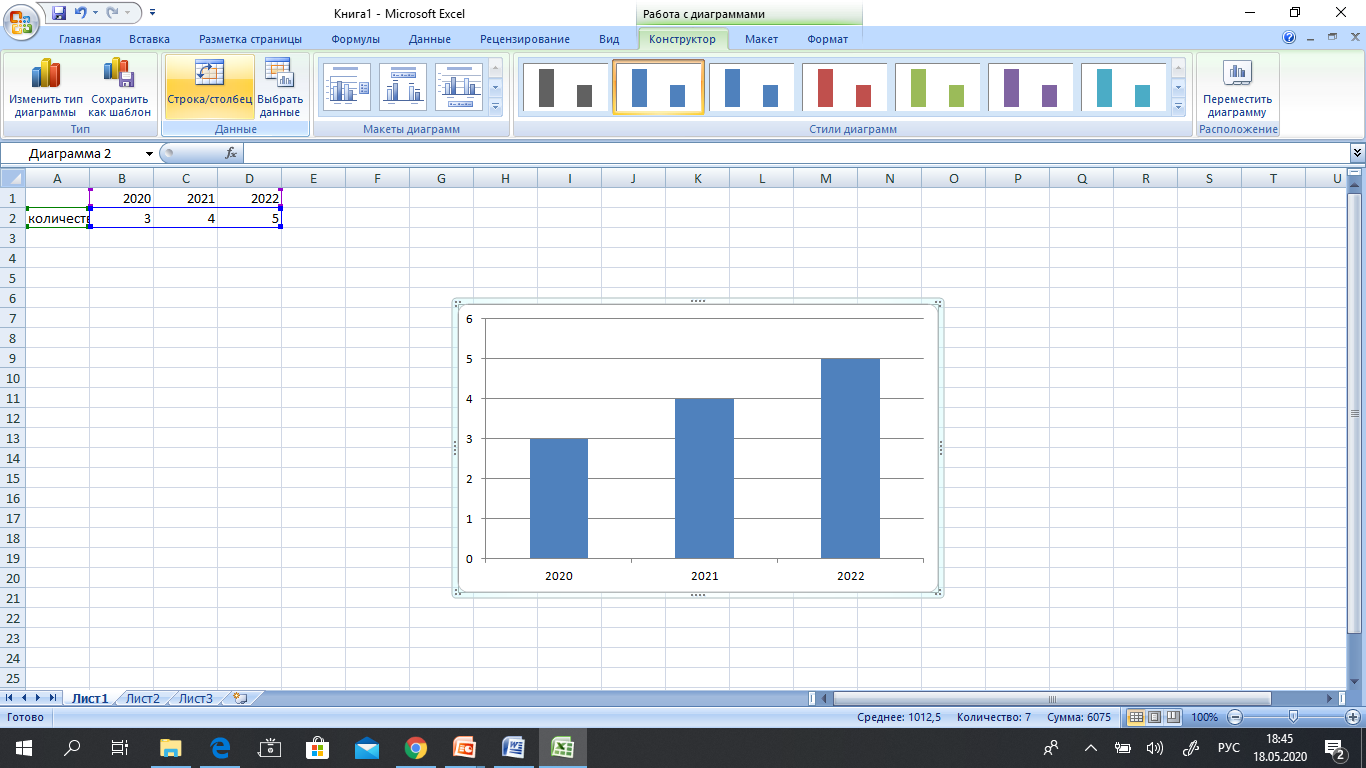 Книга1 - Microsoft Excel
Работа с диаграммами
Главная Вставка Разметка страницы Формулы Данные Рецензирование Вид Конструктор Макет Формат
Изменить тип диаграммы
Сохранить как шаблон
Строка/столбец
Выбрать данные
Переместить диаграмму
Тип Данные Макеты диаграмм Стили диаграмм Расположение
Диаграмма 2 fx
A B C D E F G H I J K L M N O P Q R S T U
1 2020 2021 2022
2 количеств 3 4 5
3
4
5
6
7
8
9
10
11
12
13
14
15
16
17
18
19
20
21
22
23
24
25
6
5
4
3
2
1
0
2020 2021 2022
Лист1 Лист2 Лист3
Готово Среднее: 1012,5 Количество: 7 Сумма: 6075 100%
РУС
18:45
18.05.2020
2